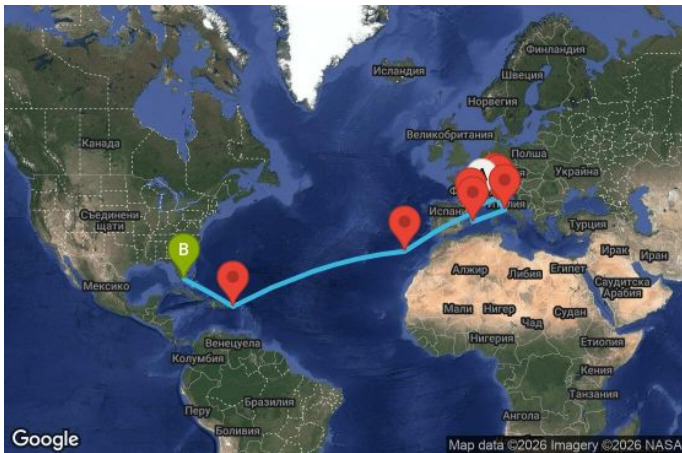 Финландия
Исландия
Швеция
Норвегия
Великобритания
Канада
Полша
Украйна
Ф
Италия
Съединени
щати
Испан
Турция
Ирак
Иран
Алжир
Либия
Египет
Саудитска
Арабия
Мексико
B
Мали
Нигер
Чад
Судан
Нигерия
Венецуела
Етиопия
Колумбия
Кения
Бразилия
Танзания
Перу
Ангола
Боливия
Google
Map data ©2026 Imagery ©2026 NASA